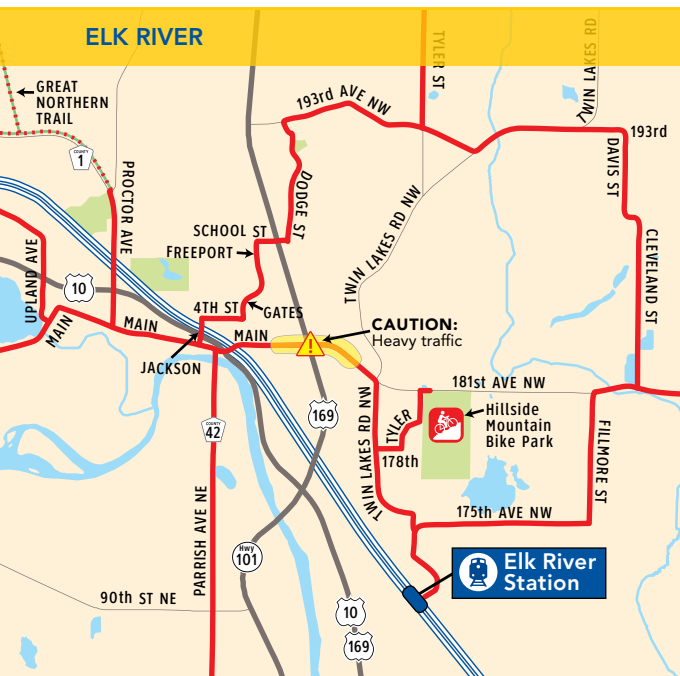 ELK RIVER
TYLER ST
TWIN LAKES RD
GREAT
NORTHERN
TRAIL
193rd AVE NW
193rd
COUNTY
1
PROCTOR AVE
DODGE ST
DAVIS ST
SCHOOL ST
FREEPORT
TWIN LAKES RD NW
CLEVELAND ST
UPLAND AVE
10
4TH ST
GATES
MAIN
MAIN
MAIN
CAUTION:
Heavy traffic
!
JACKSON
181st AVE NW
169
COUNTY
42
TWIN LAKES RD NW
TYLER
Hillside
Mountain
Bike Park
178th
FILLMORE ST
175th AVE NW
PARRISH AVE NE
Hwy
101
Elk River
Station
90th ST NE
10
169